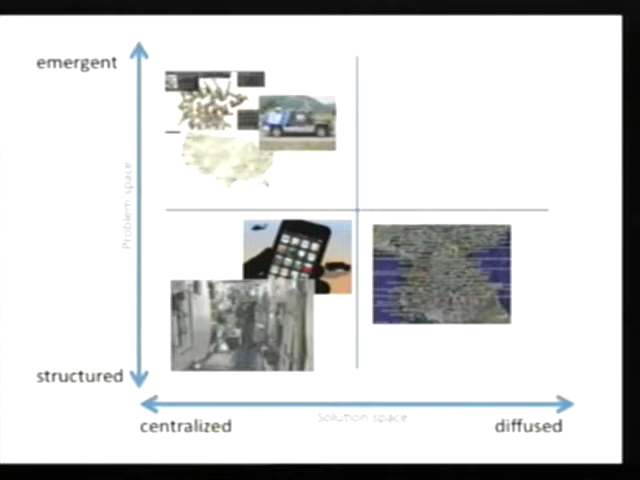 emergent
Problem space
structured
Solution space
centralized
diffused